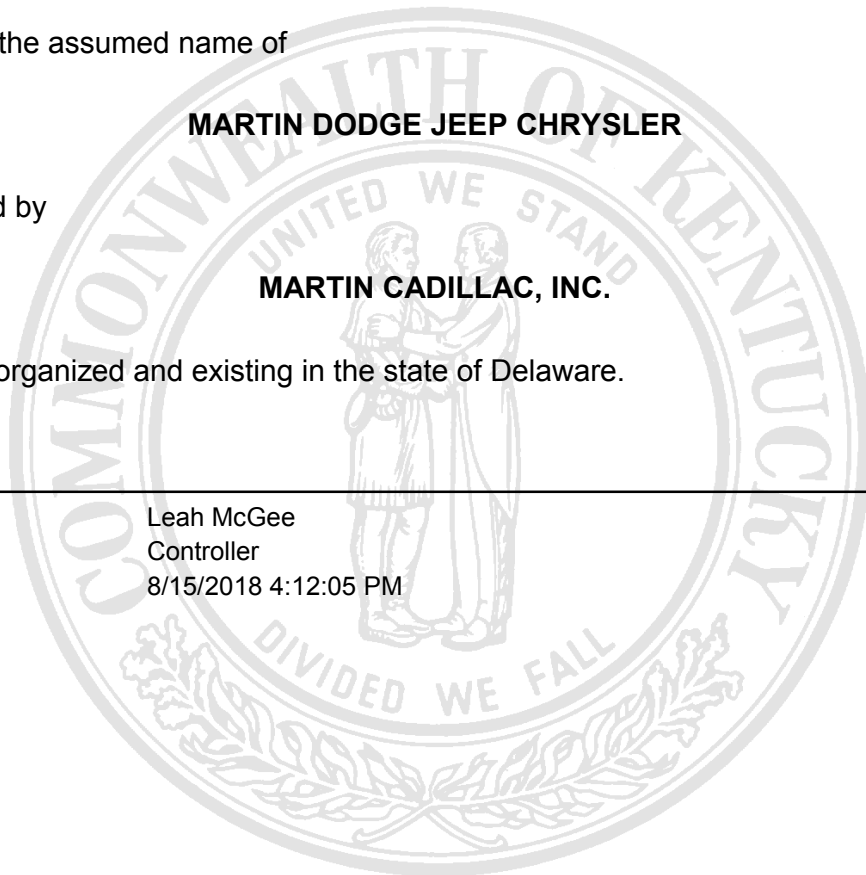 the assumed name of
MARTIN DODGE JEEP CHRYSLER
d by
MARTIN CADILLAC, INC.
organized and existing in the state of Delaware.
Leah McGee
Controller
8/15/2018 4:12:05 PM
COMMONWEALTH OF KENTUCKY
UNITED WE STAND
DIVIDED WE FALL